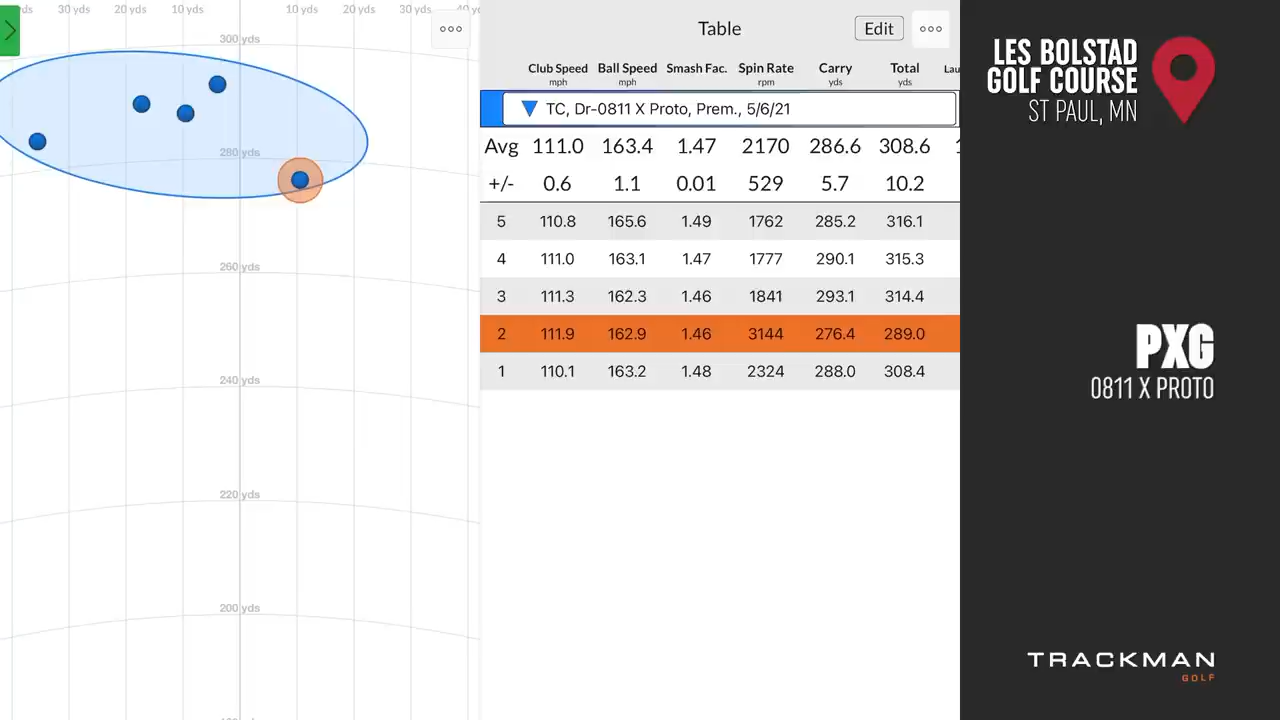 ds 30 yds 20 yds 10 yds 10 yds 20 yds 30 yds 40 yds
300 yds
280 yds
260 yds
240 yds
220 yds
200 yds
Table Edit
Club Speed Ball Speed Smash Fac. Spin Rate Carry Total Lau
mph mph rpm yds yds
TC, Dr-0811 X Proto, Prem., 5/6/21
Avg 111.0 163.4 1.47 2170 286.6 308.6 1
+/- 0.6 1.1 0.01 529 5.7 10.2
5 110.8 165.6 1.49 1762 285.2 316.1
4 111.0 163.1 1.47 1777 290.1 315.3
3 111.3 162.3 1.46 1841 293.1 314.4
2 111.9 162.9 1.46 3144 276.4 289.0
1 110.1 163.2 1.48 2324 288.0 308.4
LES BOLSTAD
GOLF COURSE
ST PAUL, MN
PXG
0811 X PROTO
TRACKMAN
GOLF